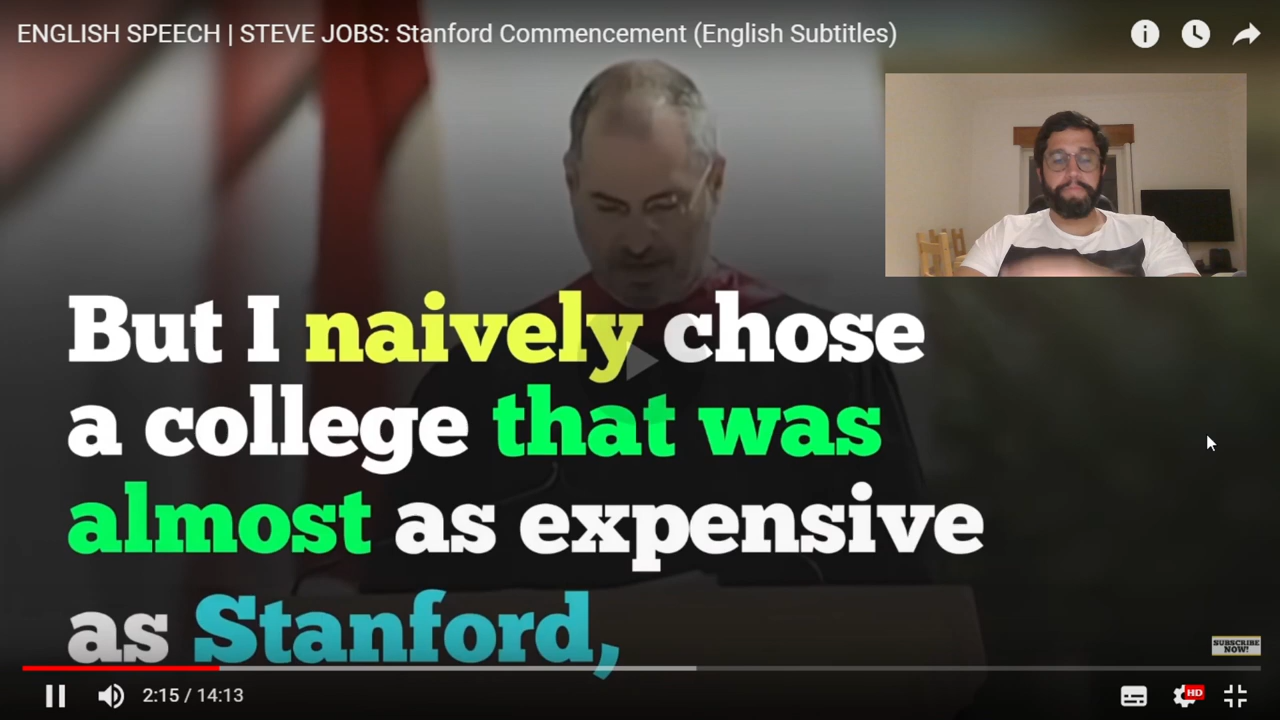 ENGLISH SPEECH | STEVE JOBS: Stanford Commencement (English Subtitles)
But I naively chose
a college that was
almost as expensive
as Stanford,
SUBSCRIBE
NOW!
2:15 / 14:13
HD